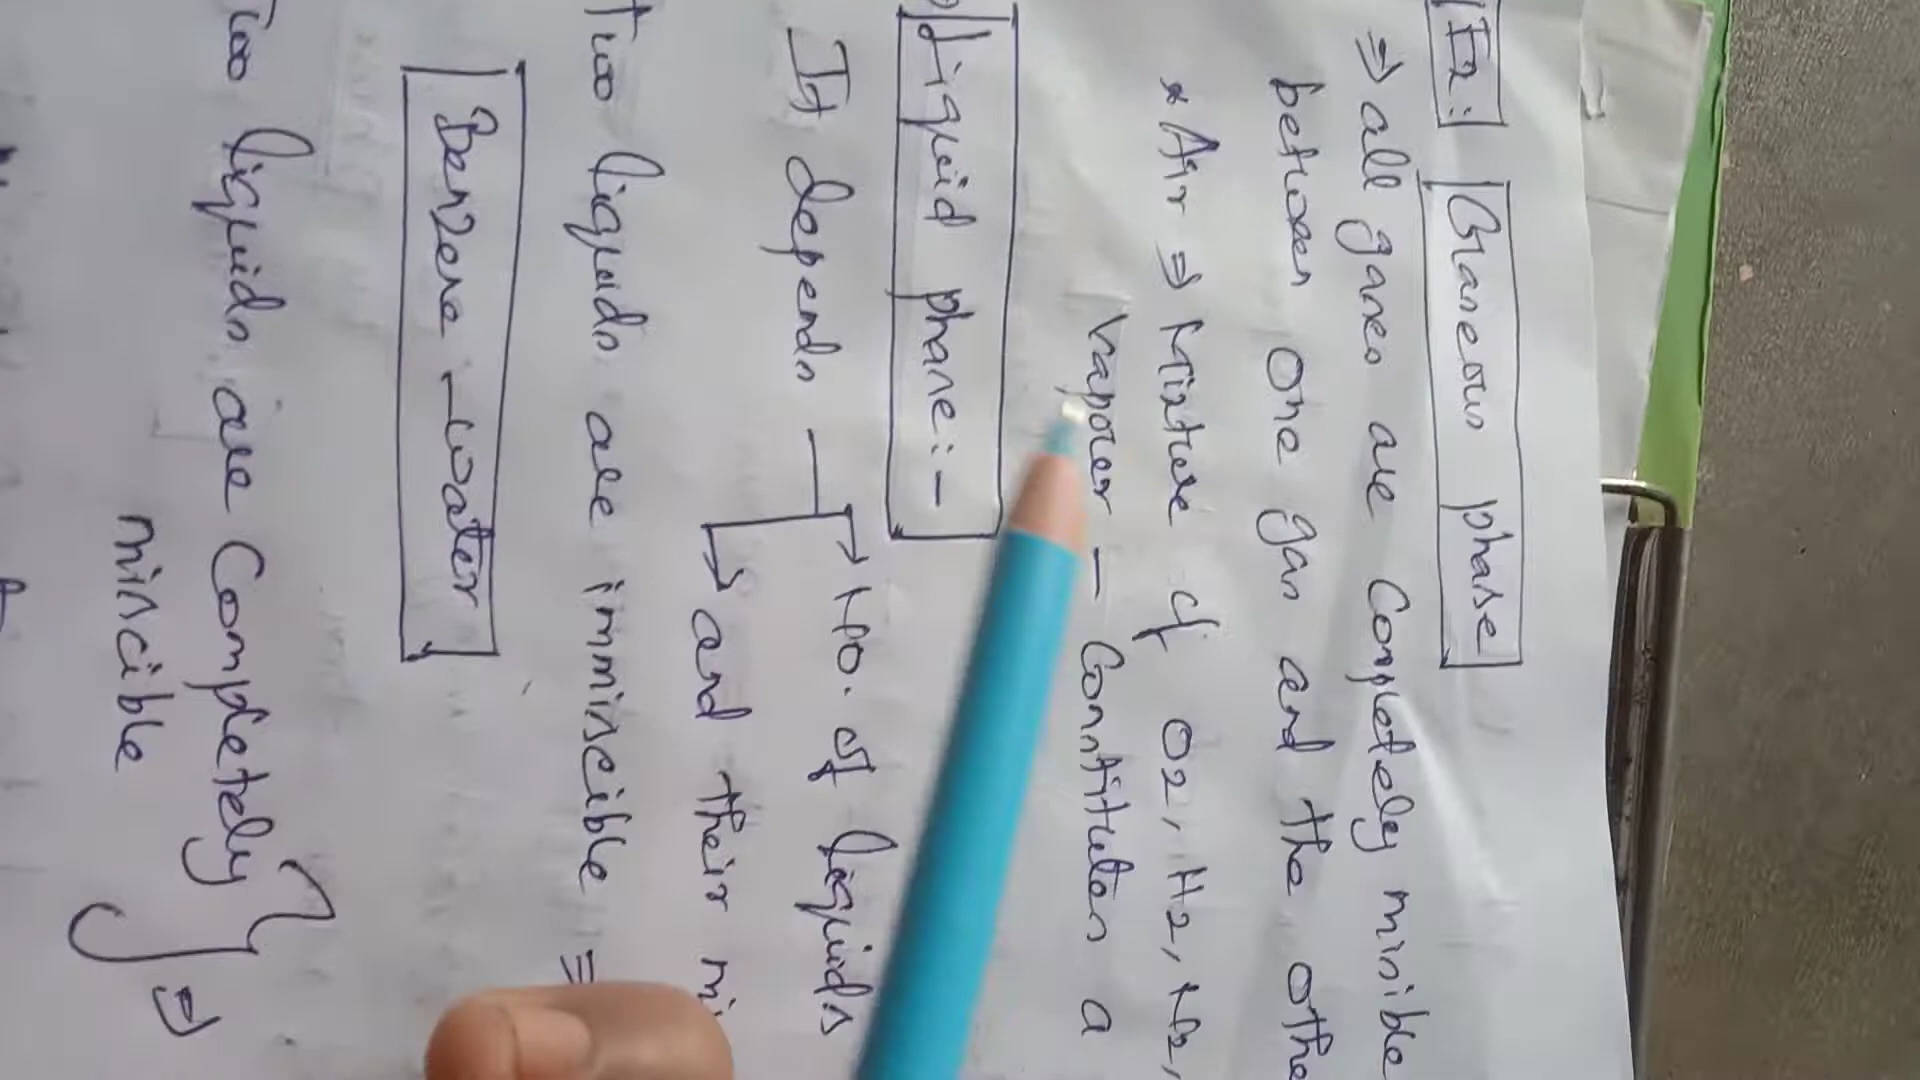 Ex:
Gaseous phase
⇒ all gases are Completely misible
between one gas and the othe
* Air ⇒ Mixture of O2, H2, N2,
Vapour – Constitutes a
Liquid phase:-
It depends → No. of liquids
→ and their mi
Two liquids are immiscible =
Benzene – water
Two liquids are Completely
miscible } ⇒